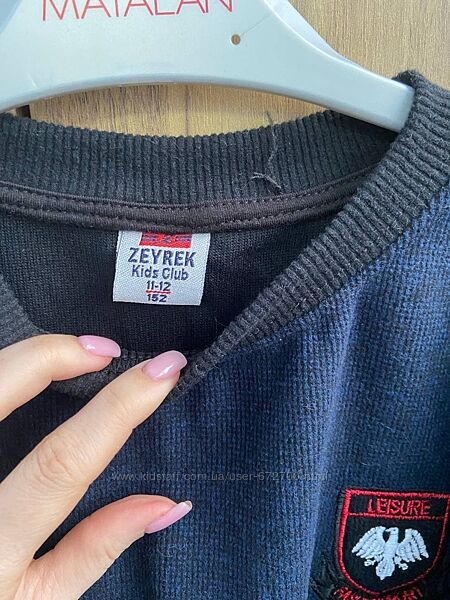 MATALAN
ZEYREK
Kids Club
11-12
152
LEISURE